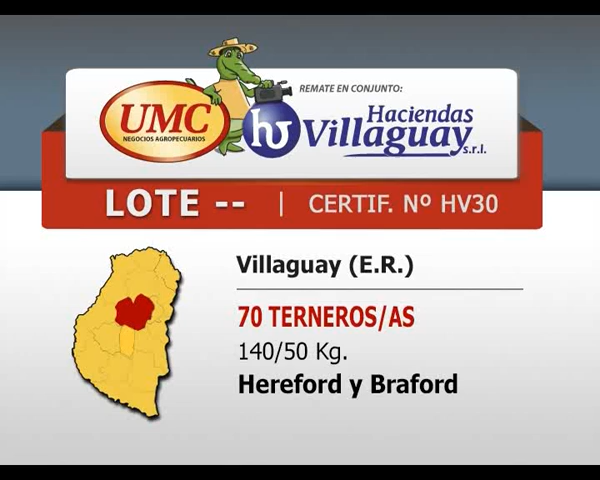 UMC
NEGOCIOS AGROPECUARIOS
REMATE EN CONJUNTO:
hv
Haciendas
Villaguay
s.r.l.
LOTE -- | CERTIF. Nº HV30
Villaguay (E.R.)
70 TERNEROS/AS
140/50 Kg.
Hereford y Braford